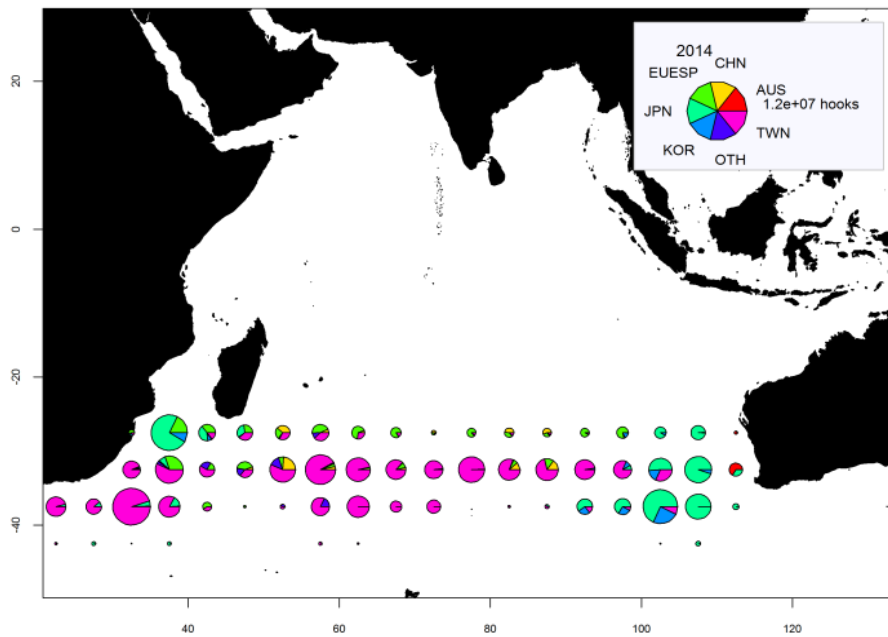 2014
CHN
EUESP
AUS
1.2e+07 hooks
JPN
TWN
KOR
OTH
20
0
-20
-40
40
60
80
100
120